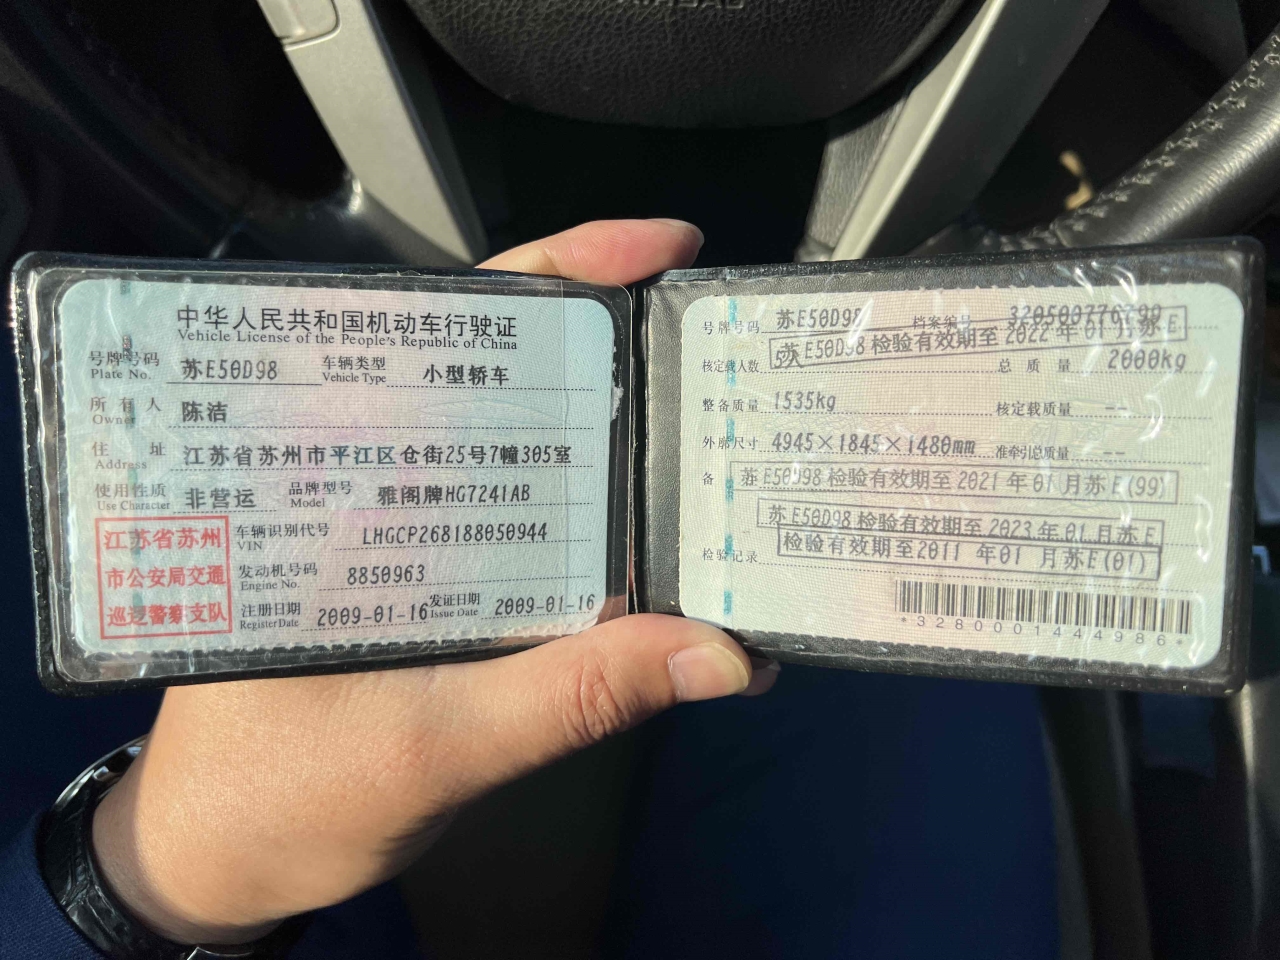 AIRBAG
中华人民共和国机动车行驶证
Vehicle License of the People's Republic of China
号牌号码 苏E50D98 车辆类型 小型轿车
Plate No. Vehicle Type
所有人 陈洁
Owner
住址 江苏省苏州市平江区仓街25号7幢305室
Address
使用性质 非营运 品牌型号 雅阁牌HG7241AB
Use Character Model
江苏省苏州
市公安局交通
巡逻警察支队
车辆识别代号 LHGCP268188050944
VIN
发动机号码 8850963
Engine No.
注册日期 2009-01-16 发证日期 2009-01-16
Register Date Issue Date
号牌号码 苏E50D98 档案编号
苏E50D98 检验有效期至 2022年01月苏E
核定载人数 5人 总质量 2000kg
整备质量 1535kg 核定载质量 --
外廓尺寸 4945×1845×1480mm 准牵引总质量 --
备 苏E50D98 检验有效期至 2021年01月苏E(99)
苏E50D98 检验有效期至 2023年01月苏E
检验记录 检验有效期至2011 年01 月苏E(01)
*3280001444986*